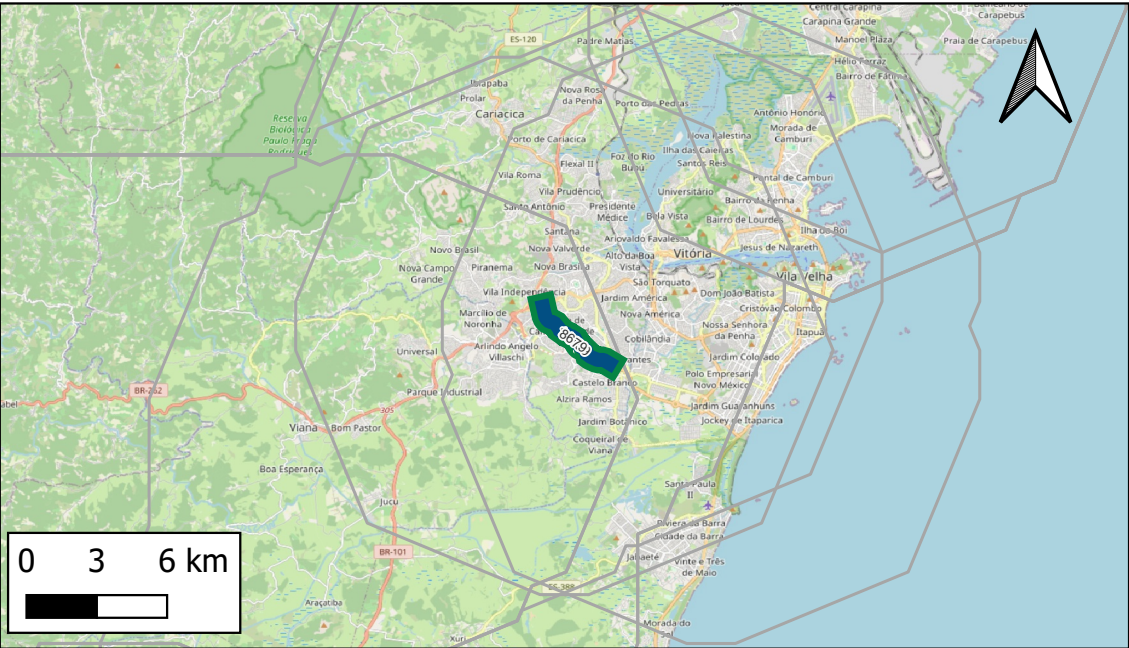 Central Carapina
Balneário de
Carapebus
Carapina Grande
ES-120
Padre Matias
Manoel Plaza
Praia de Carapebus
Hélio Ferraz
Bairro de Fátima
Ibiapaba
Prolar
Nova Rosa
da Penha
Porto das Pedras
Cariacica
Antônio Honório
Reserva
Biológica
Paulo Fraga
Rodrigues
Porto de Cariacica
Nova Palestina
Morada de
Camburi
Ilha das Caieiras
Santos Reis
Flexal II
Foz do Rio
Bubu
Vila Roma
Pontal de Camburi
Vila Prudêncio
Universitário
Bairro da Penha
Santo Antônio
Presidente
Médice
Bela Vista
Bairro de Lourdes
Santana
Ilha do Boi
Ariovaldo Favalessa
Novo Brasil
Nova Valverde
Alto da Boa
Vista
Vitória
Jesus de Nazareth
Nova Campo
Grande
Piranema
Nova Brasília
Vila Velha
São Torquato
Vila Independência
Jardim América
Dom João Batista
Marcílio de
Noronha
Nova América
Cristóvão Colombo
Nossa Senhora
da Penha
Itapuã
8679)
Cobilândia
Universal
Arlindo Angelo
Villaschi
antes
Jardim Colorado
Polo Empresarial
Novo México
Castelo Branco
Parque Industrial
BR-262
abel
Alzira Ramos
Jardim Guaranhuns
305
Jockey de Itaparica
Jardim Botânico
Viana
Bom Pastor
Coqueiral de
Viana
Boa Esperança
Santa Paula
II
Jucu
Riviera da Barra
Cidade da Barra
BR-101
Jabaeté
Vinte e Três
de Maio
ES-388
Araçatiba
Morada do
Sol
Xuri
0 3 6 km